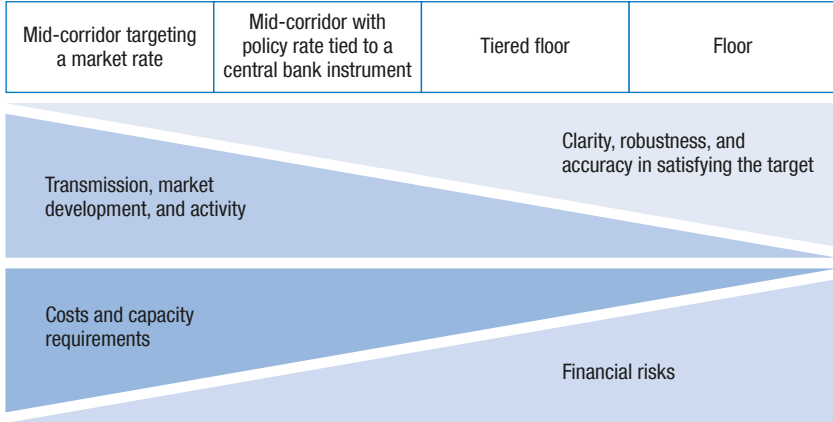 Mid-corridor targeting
a market rate
Mid-corridor with
policy rate tied to a
central bank instrument
Tiered floor
Floor
Clarity, robustness, and
accuracy in satisfying the target
Transmission, market
development, and activity
Costs and capacity
requirements
Financial risks